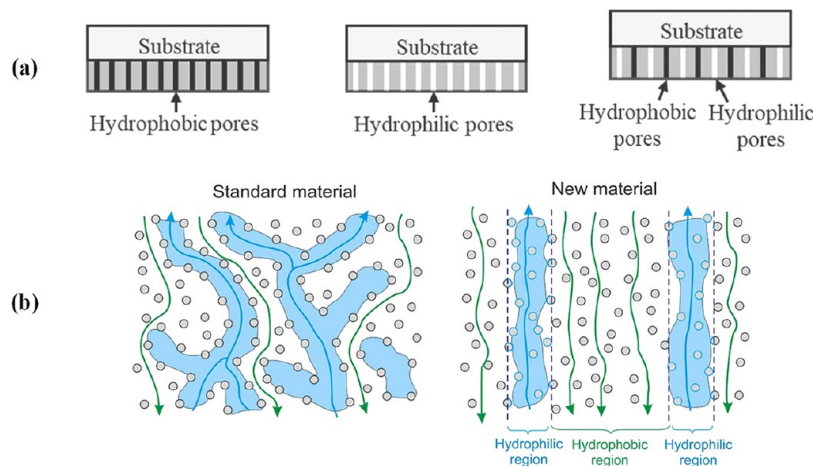 (a)
Substrate
Hydrophobic pores
Substrate
Hydrophilic pores
Substrate
Hydrophobic
pores
Hydrophilic
pores
(b)
Standard material
New material
Hydrophilic
region
Hydrophobic
region
Hydrophilic
region